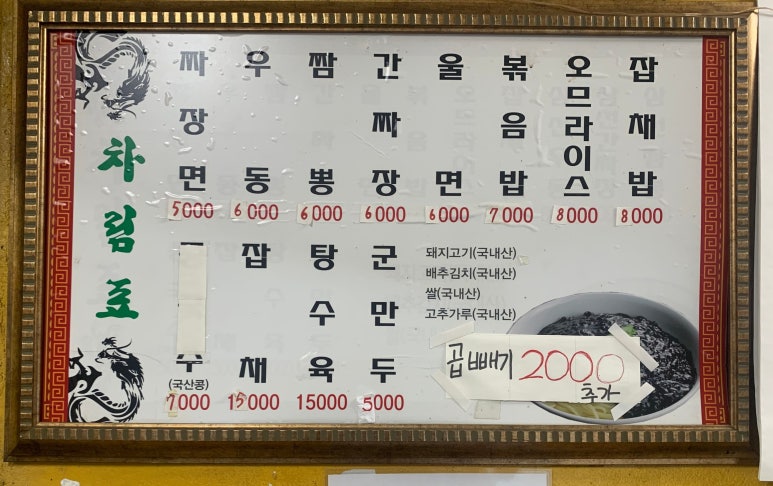 차림표
짜장면 5000
우동 6000
짬뽕 6000
간짜장 6000
울면 6000
볶음밥 7000
오므라이스 8000
잡채밥 8000
(국산콩) 7000
잡채 15000
탕수육 15000
군만두 5000
돼지고기(국내산)
배추김치(국내산)
쌀(국내산)
고추가루(국내산)
곱빼기 2000
추가